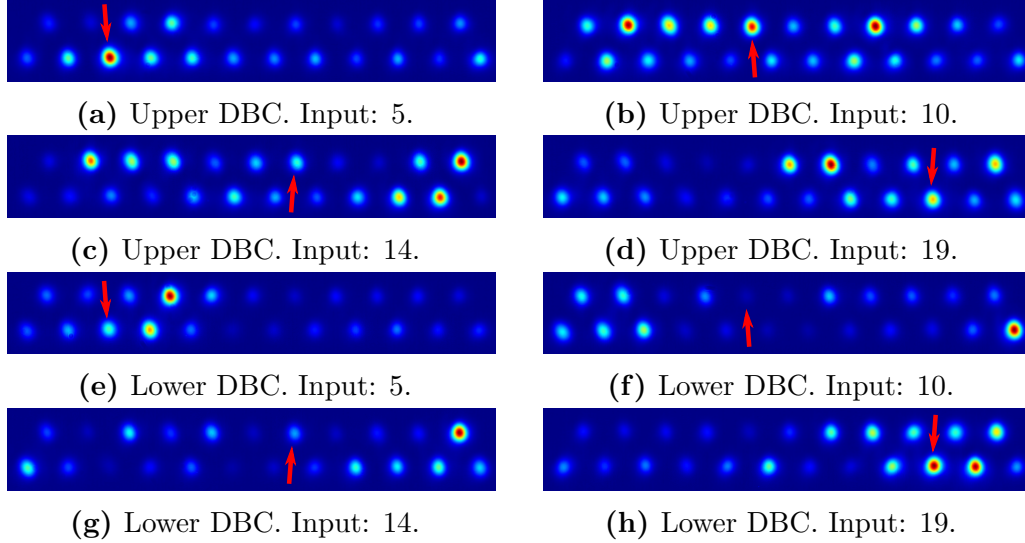 (a) Upper DBC. Input: 5.
(b) Upper DBC. Input: 10.
(c) Upper DBC. Input: 14.
(d) Upper DBC. Input: 19.
(e) Lower DBC. Input: 5.
(f) Lower DBC. Input: 10.
(g) Lower DBC. Input: 14.
(h) Lower DBC. Input: 19.